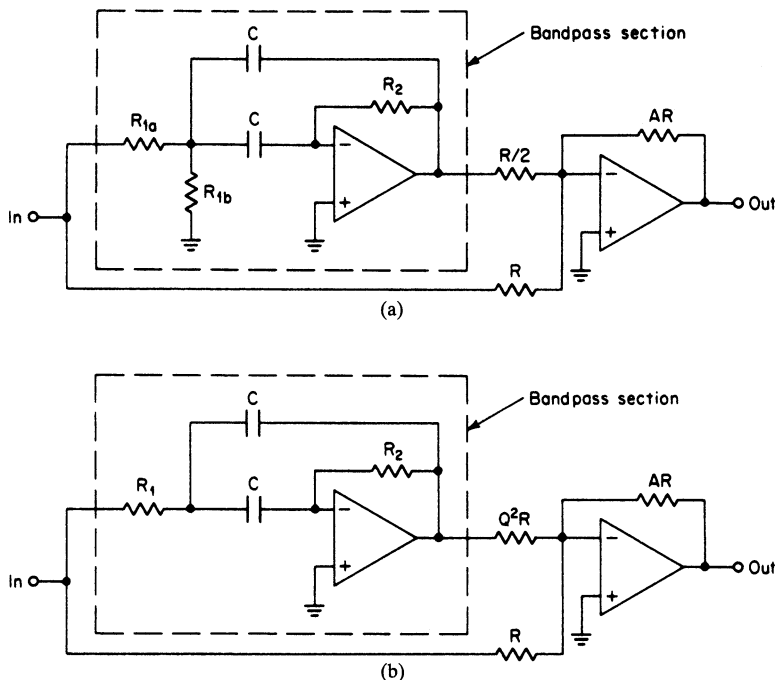 C
Bandpass section
R2
R1a
C
AR
R/2
R1b
In
Out
R
(a)
C
Bandpass section
R2
R1
C
AR
Q²R
In
Out
R
(b)